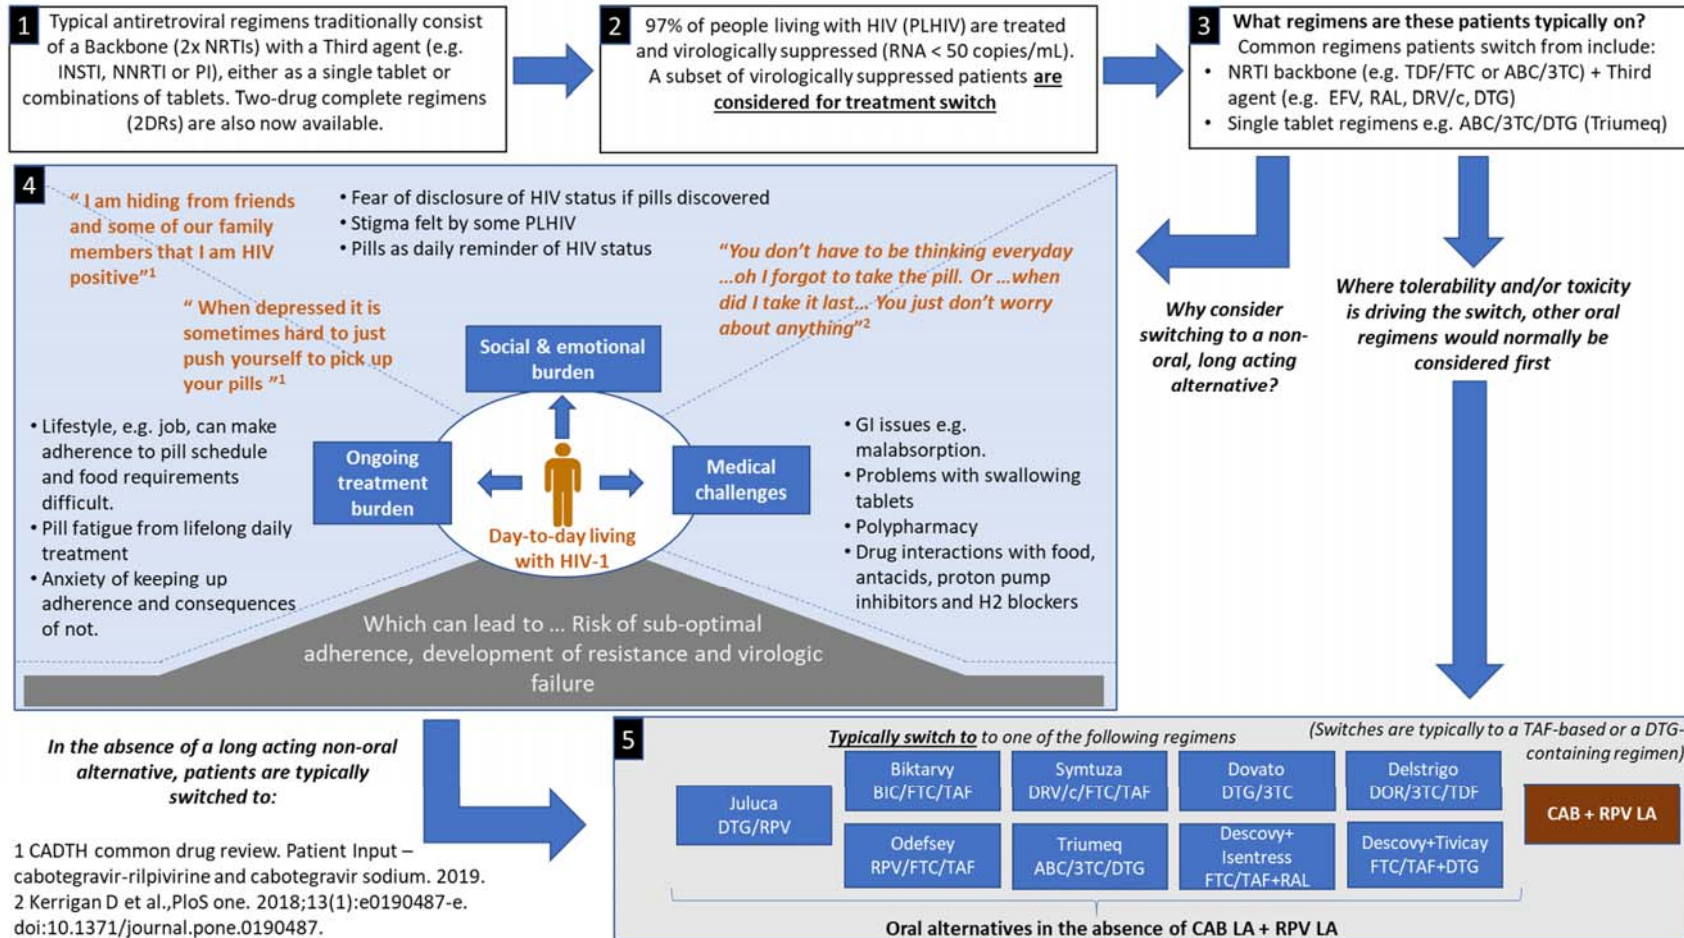 1
Typical antiretroviral regimens traditionally consist
of a Backbone (2x NRTIs) with a Third agent (e.g.
INSTI, NNRTI or PI), either as a single tablet or
combinations of tablets. Two-drug complete regimens
(2DRs) are also now available.
2
97% of people living with HIV (PLHIV) are treated
and virologically suppressed (RNA < 50 copies/mL).
A subset of virologically suppressed patients are
considered for treatment switch
3
What regimens are these patients typically on?
Common regimens patients switch from include:
• NRTI backbone (e.g. TDF/FTC or ABC/3TC) + Third
agent (e.g. EFV, RAL, DRV/c, DTG)
• Single tablet regimens e.g. ABC/3TC/DTG (Triumeq)
4
“ I am hiding from friends
and some of our family
members that I am HIV
positive”1
• Fear of disclosure of HIV status if pills discovered
• Stigma felt by some PLHIV
• Pills as daily reminder of HIV status
“You don’t have to be thinking everyday
…oh I forgot to take the pill. Or …when
did I take it last… You just don’t worry
about anything”2
“ When depressed it is
sometimes hard to just
push yourself to pick up
your pills ”1
Social & emotional
burden
• Lifestyle, e.g. job, can make
adherence to pill schedule
and food requirements
difficult.
• Pill fatigue from lifelong daily
treatment
• Anxiety of keeping up
adherence and consequences
of not.
Ongoing
treatment
burden
Medical
challenges
Day-to-day living
with HIV-1
• GI issues e.g.
malabsorption.
• Problems with swallowing
tablets
• Polypharmacy
• Drug interactions with food,
antacids, proton pump
inhibitors and H2 blockers
Which can lead to … Risk of sub-optimal
adherence, development of resistance and virologic
failure
Why consider
switching to a non-
oral, long acting
alternative?
Where tolerability and/or toxicity
is driving the switch, other oral
regimens would normally be
considered first
In the absence of a long acting non-oral
alternative, patients are typically
switched to:
5
Typically switch to to one of the following regimens
(Switches are typically to a TAF-based or a DTG-
containing regimen)
Juluca
DTG/RPV
Biktarvy
BIC/FTC/TAF
Symtuza
DRV/c/FTC/TAF
Dovato
DTG/3TC
Delstrigo
DOR/3TC/TDF
Odefsey
RPV/FTC/TAF
Triumeq
ABC/3TC/DTG
Descovy+
Isentress
FTC/TAF+RAL
Descovy+Tivicay
FTC/TAF+DTG
CAB + RPV LA
Oral alternatives in the absence of CAB LA + RPV LA
1 CADTH common drug review. Patient Input –
cabotegravir-rilpivirine and cabotegravir sodium. 2019.
2 Kerrigan D et al.,PloS one. 2018;13(1):e0190487-e.
doi:10.1371/journal.pone.0190487.